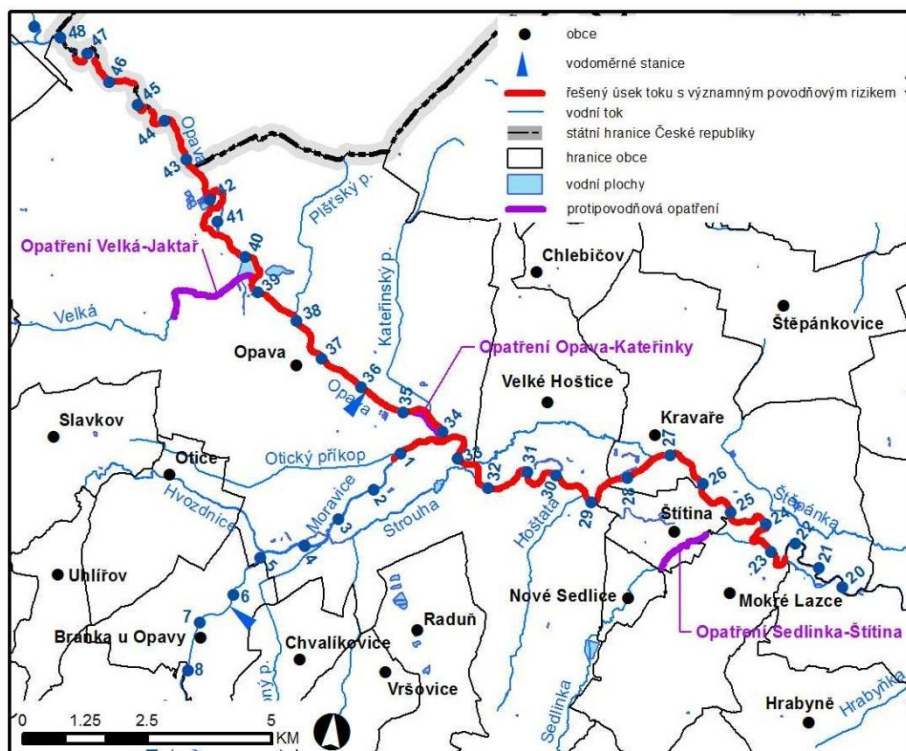 obce
vodoměrné stanice
řešený úsek toku s významným povodňovým rizikem
vodní tok
státní hranice České republiky
hranice obce
vodní plochy
protipovodňová opatření
48
47
46
45
44
Opava
43
42
41
40
39
Plšťský p.
Opatření Velká-Jaktař
Velká
38
37
36
35
34
33
Kateřinský p.
Opava
Opava
Opatření Opava-Kateřinky
Chlebičov
Štěpánkovice
Velké Hoštice
Kravaře
Slavkov
Otice
Otický příkop
Hvozdnice
Moravice
Strouha
1
2
3
4
5
6
7
8
32
31
30
29
28
27
26
25
24
23
22
21
20
Hoštata
Štěpánka
Štítina
Uhlířov
Branka u Opavy
Chvalíkovice
Raduň
Vršovice
Nové Sedlice
Mokré Lazce
Opatření Sedlinka-Štítina
Sedlinka
Hrabyně
Hrabyňka
0 1.25 2.5 5
KM